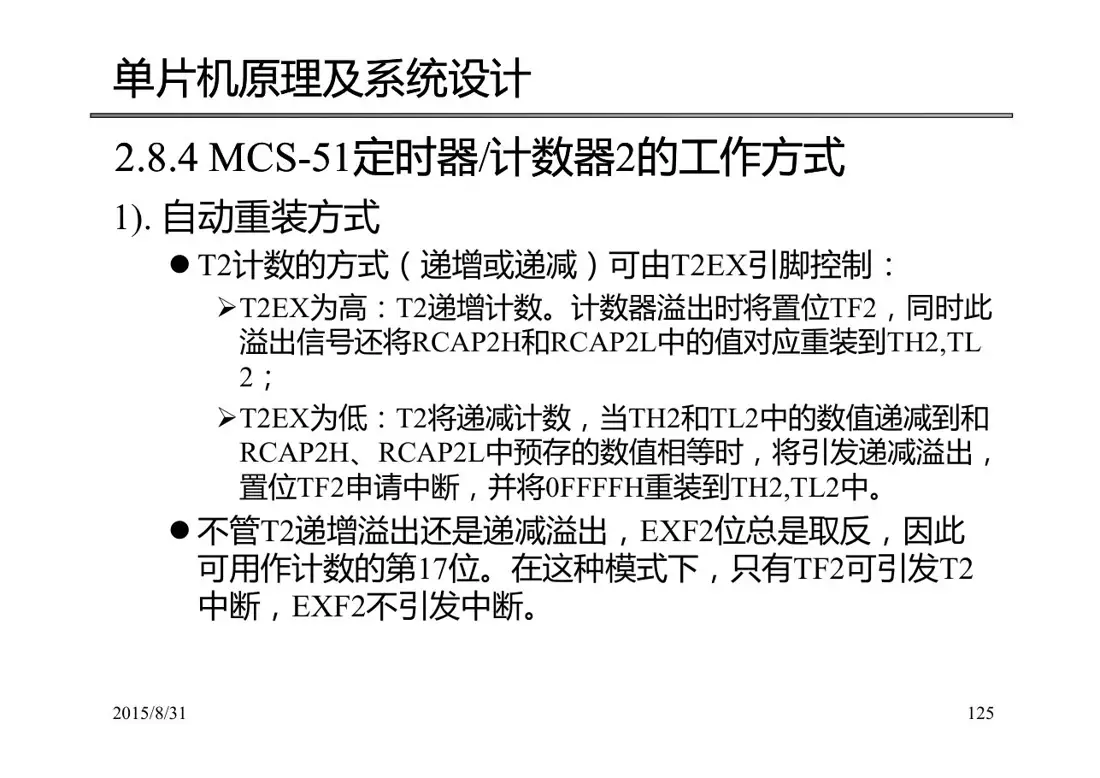 单片机原理及系统设计
2.8.4 MCS-51定时器/计数器2的工作方式
1). 自动重装方式
●T2计数的方式（递增或递减）可由T2EX引脚控制：
➢T2EX为高：T2递增计数。计数器溢出时将置位TF2，同时此
溢出信号还将RCAP2H和RCAP2L中的值对应重装到TH2,TL
2；
➢T2EX为低：T2将递减计数，当TH2和TL2中的数值递减到和
RCAP2H、RCAP2L中预存的数值相等时，将引发递减溢出，
置位TF2申请中断，并将0FFFFH重装到TH2,TL2中。
●不管T2递增溢出还是递减溢出，EXF2位总是取反，因此
可用作计数的第17位。在这种模式下，只有TF2可引发T2
中断，EXF2不引发中断。
2015/8/31
125